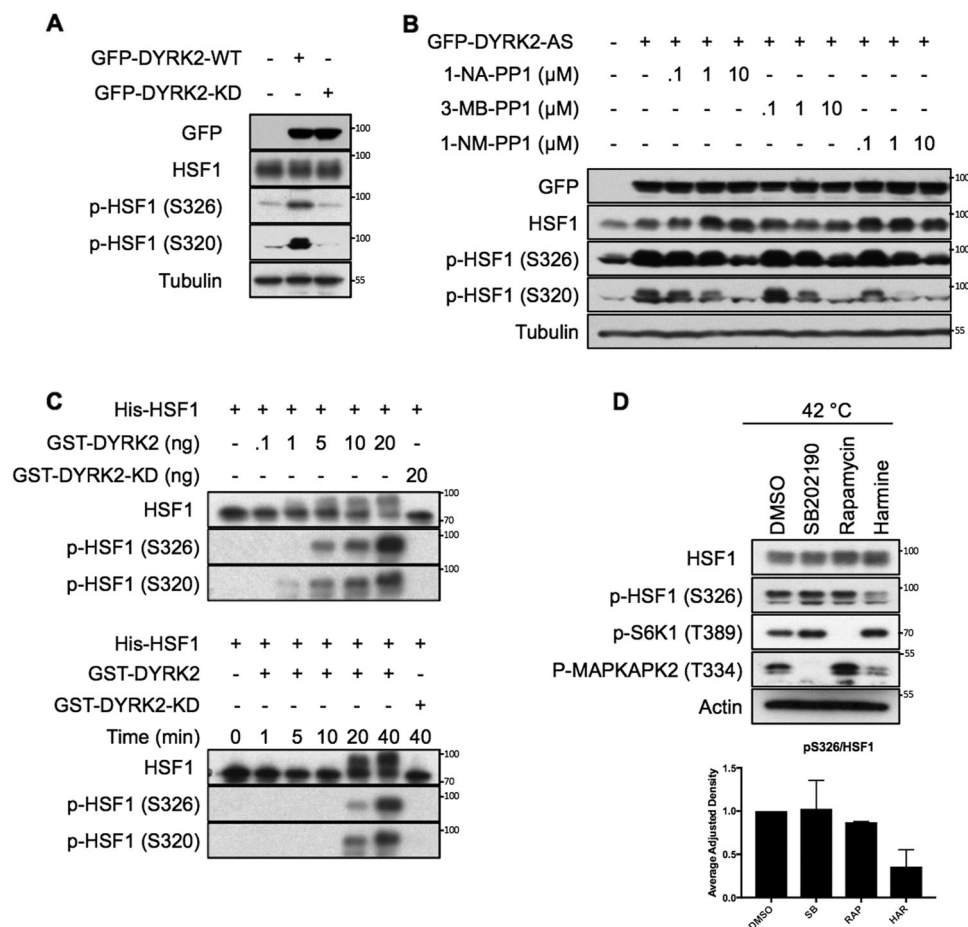 A
GFP-DYRK2-WT - + -
GFP-DYRK2-KD - - +
GFP 100
HSF1 100
p-HSF1 (S326) 100
p-HSF1 (S320) 100
Tubulin 55
B
GFP-DYRK2-AS - + + + + + + + + + +
1-NA-PP1 (µM) - - .1 1 10 - - - - - -
3-MB-PP1 (µM) - - - - - .1 1 10 - - -
1-NM-PP1 (µM) - - - - - - - - .1 1 10
GFP 100
HSF1 100
p-HSF1 (S326) 100
p-HSF1 (S320) 100
Tubulin 55
C
His-HSF1 + + + + + + +
GST-DYRK2 (ng) - .1 1 5 10 20 -
GST-DYRK2-KD (ng) - - - - - - 20
HSF1 100 70
p-HSF1 (S326) 100
p-HSF1 (S320) 100
His-HSF1 + + + + + + +
GST-DYRK2 - + + + + + -
GST-DYRK2-KD - - - - - - +
Time (min) 0 1 5 10 20 40 40
HSF1 100 70
p-HSF1 (S326) 100
p-HSF1 (S320) 100
D
42 °C
DMSO SB202190 Rapamycin Harmine
HSF1 100
p-HSF1 (S326) 100
p-S6K1 (T389) 70
P-MAPKAPK2 (T334) 55
Actin 55
pS326/HSF1
Average Adjusted Density
1.5
1.0
0.5
0.0
DMSO SB RAP HAR